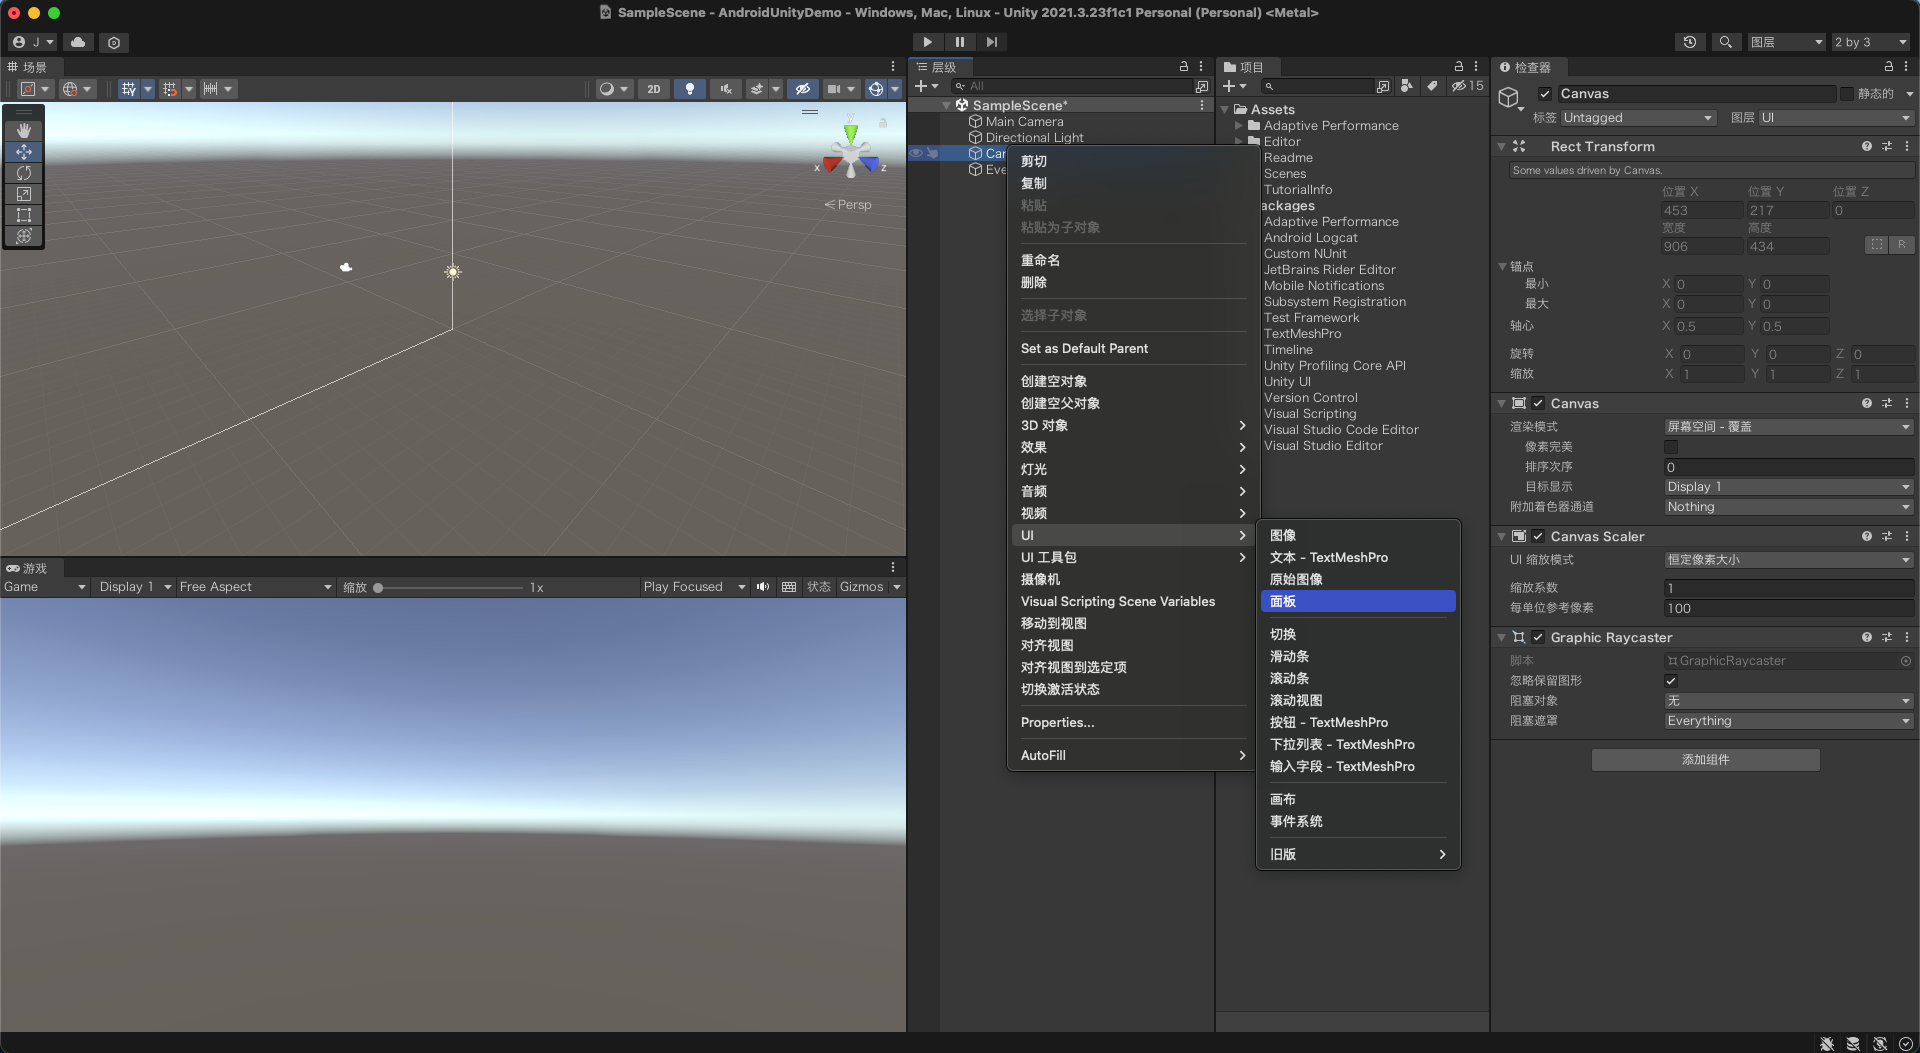 SampleScene - AndroidUnityDemo - Windows, Mac, Linux - Unity 2021.3.23f1c1 Personal (Personal) <Metal>
J
图层
2 by 3
场景
2D
Y
X
Z
Persp
游戏
Game
Display 1
Free Aspect
缩放
1x
Play Focused
状态
Gizmos
层级
All
SampleScene*
Main Camera
Directional Light
Can
Eve
剪切
复制
粘贴
粘贴为子对象
重命名
删除
选择子对象
Set as Default Parent
创建空对象
创建空父对象
3D 对象
效果
灯光
音频
视频
UI
UI 工具包
摄像机
Visual Scripting Scene Variables
移动到视图
对齐视图
对齐视图到选定项
切换激活状态
Properties...
AutoFill
图像
文本 - TextMeshPro
原始图像
面板
切换
滑动条
滚动条
滚动视图
按钮 - TextMeshPro
下拉列表 - TextMeshPro
输入字段 - TextMeshPro
画布
事件系统
旧版
项目
15
Assets
Adaptive Performance
Editor
Readme
Scenes
TutorialInfo
ackages
Adaptive Performance
Android Logcat
Custom NUnit
JetBrains Rider Editor
Mobile Notifications
Subsystem Registration
Test Framework
TextMeshPro
Timeline
Unity Profiling Core API
Unity UI
Version Control
Visual Scripting
Visual Studio Code Editor
Visual Studio Editor
检查器
Canvas
静态的
标签 Untagged
图层 UI
Rect Transform
Some values driven by Canvas.
位置 X 位置 Y 位置 Z
453 217 0
宽度 高度
906 434
R
锚点
最小 X 0 Y 0
最大 X 0 Y 0
轴心 X 0.5 Y 0.5
旋转 X 0 Y 0 Z 0
缩放 X 1 Y 1 Z 1
Canvas
渲染模式 屏幕空间 - 覆盖
像素完美
排序次序 0
目标显示 Display 1
附加着色器通道 Nothing
Canvas Scaler
UI 缩放模式 恒定像素大小
缩放系数 1
每单位参考像素 100
Graphic Raycaster
脚本 GraphicRaycaster
忽略保留图形
阻塞对象 无
阻塞遮罩 Everything
添加组件